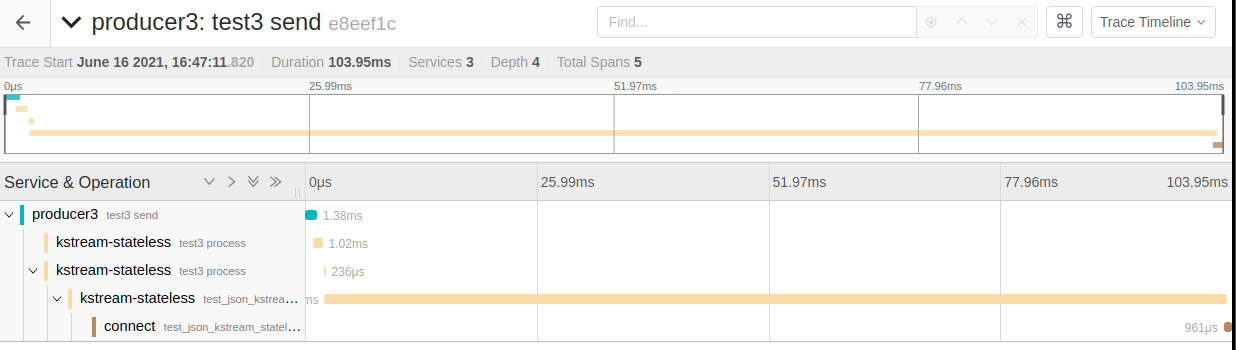 producer3: test3 send e8eef1c
Find...
⌘
Trace Timeline
Trace Start June 16 2021, 16:47:11.820 Duration 103.95ms Services 3 Depth 4 Total Spans 5
0μs 25.99ms 51.97ms 77.96ms 103.95ms
Service & Operation 0μs 25.99ms 51.97ms 77.96ms 103.95ms
producer3 test3 send 1.38ms
kstream-stateless test3 process 1.02ms
kstream-stateless test3 process 236μs
kstream-stateless test_json_kstrea... ms
connect test_json_kstream_statel... 961μs